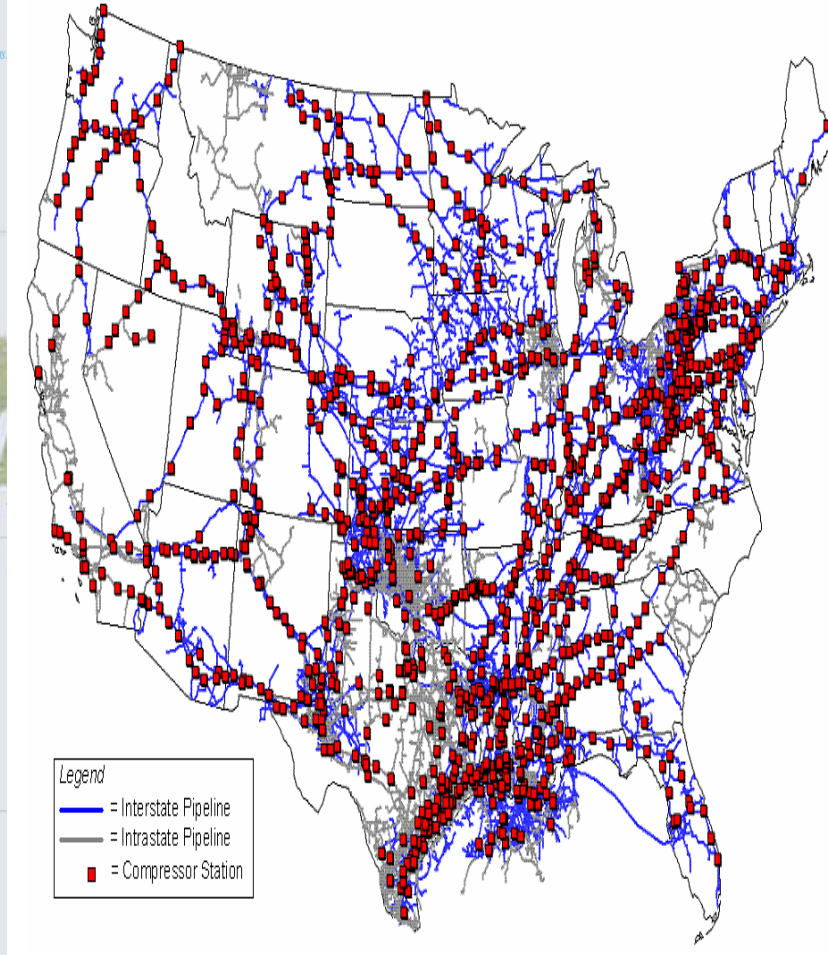 Legend
= Interstate Pipeline
= Intrastate Pipeline
= Compressor Station